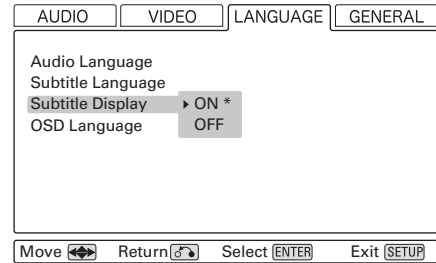 AUDIO VIDEO LANGUAGE GENERAL
Audio Language
Subtitle Language
Subtitle Display ON *
OSD Language OFF
Move Return Select ENTER Exit SETUP